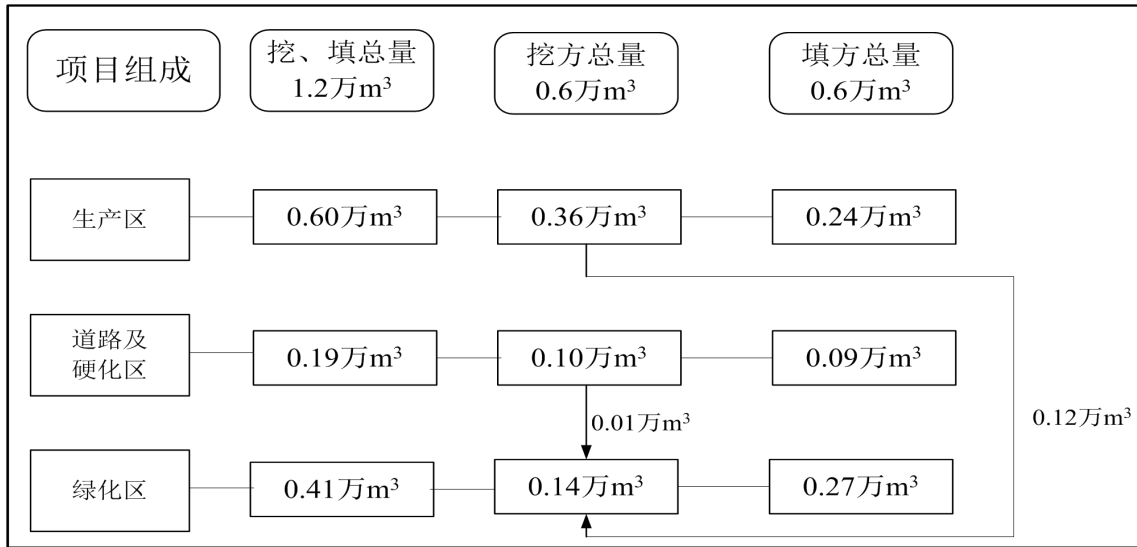 项目组成
挖、填总量
1.2万m³
挖方总量
0.6万m³
填方总量
0.6万m³
生产区
0.60万m³
0.36万m³
0.24万m³
道路及
硬化区
0.19万m³
0.10万m³
0.09万m³
0.01万m³
0.12万m³
绿化区
0.41万m³
0.14万m³
0.27万m³